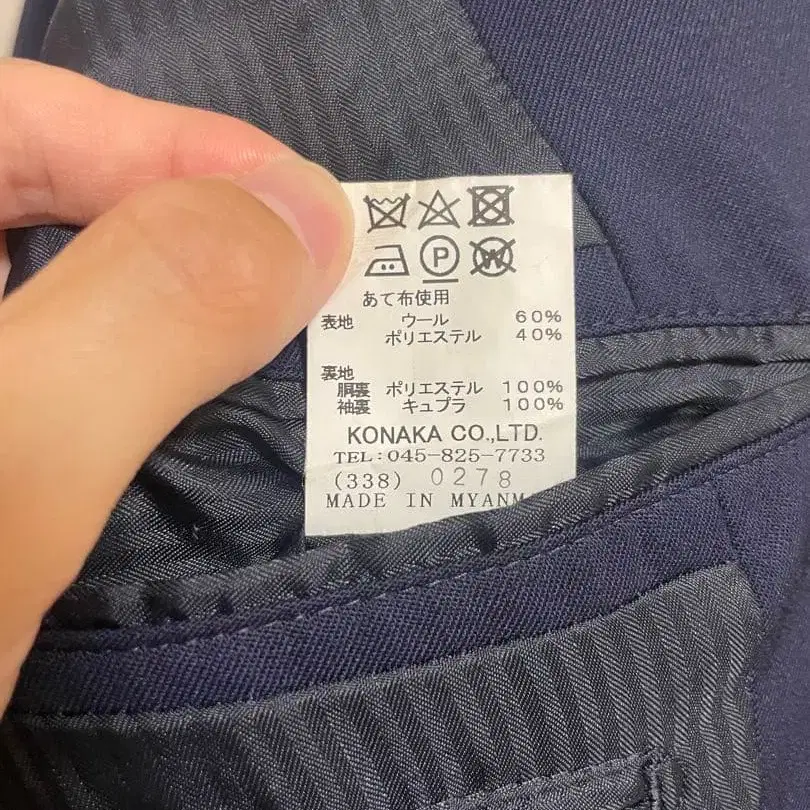 P
W
あて布使用
表地 ウール 60%
ポリエステル 40%
裏地
胴裏 ポリエステル 100%
袖裏 キュプラ 100%
KONAKA CO.,LTD.
TEL:045-825-7733
(338) 0278
MADE IN MYANM